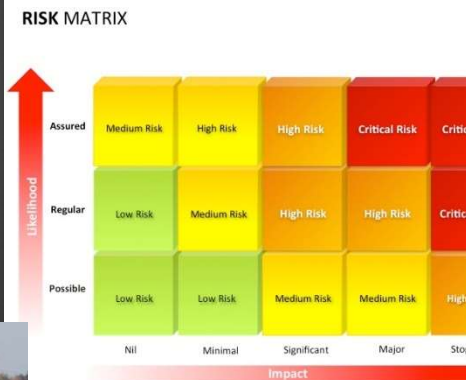 RISK MATRIX
Assured Medium Risk High Risk High Risk Critical Risk
Regular Low Risk Medium Risk High Risk High Risk
Possible Low Risk Low Risk Medium Risk Medium Risk High
Nil Minimal Significant Major
Likelihood
Impact